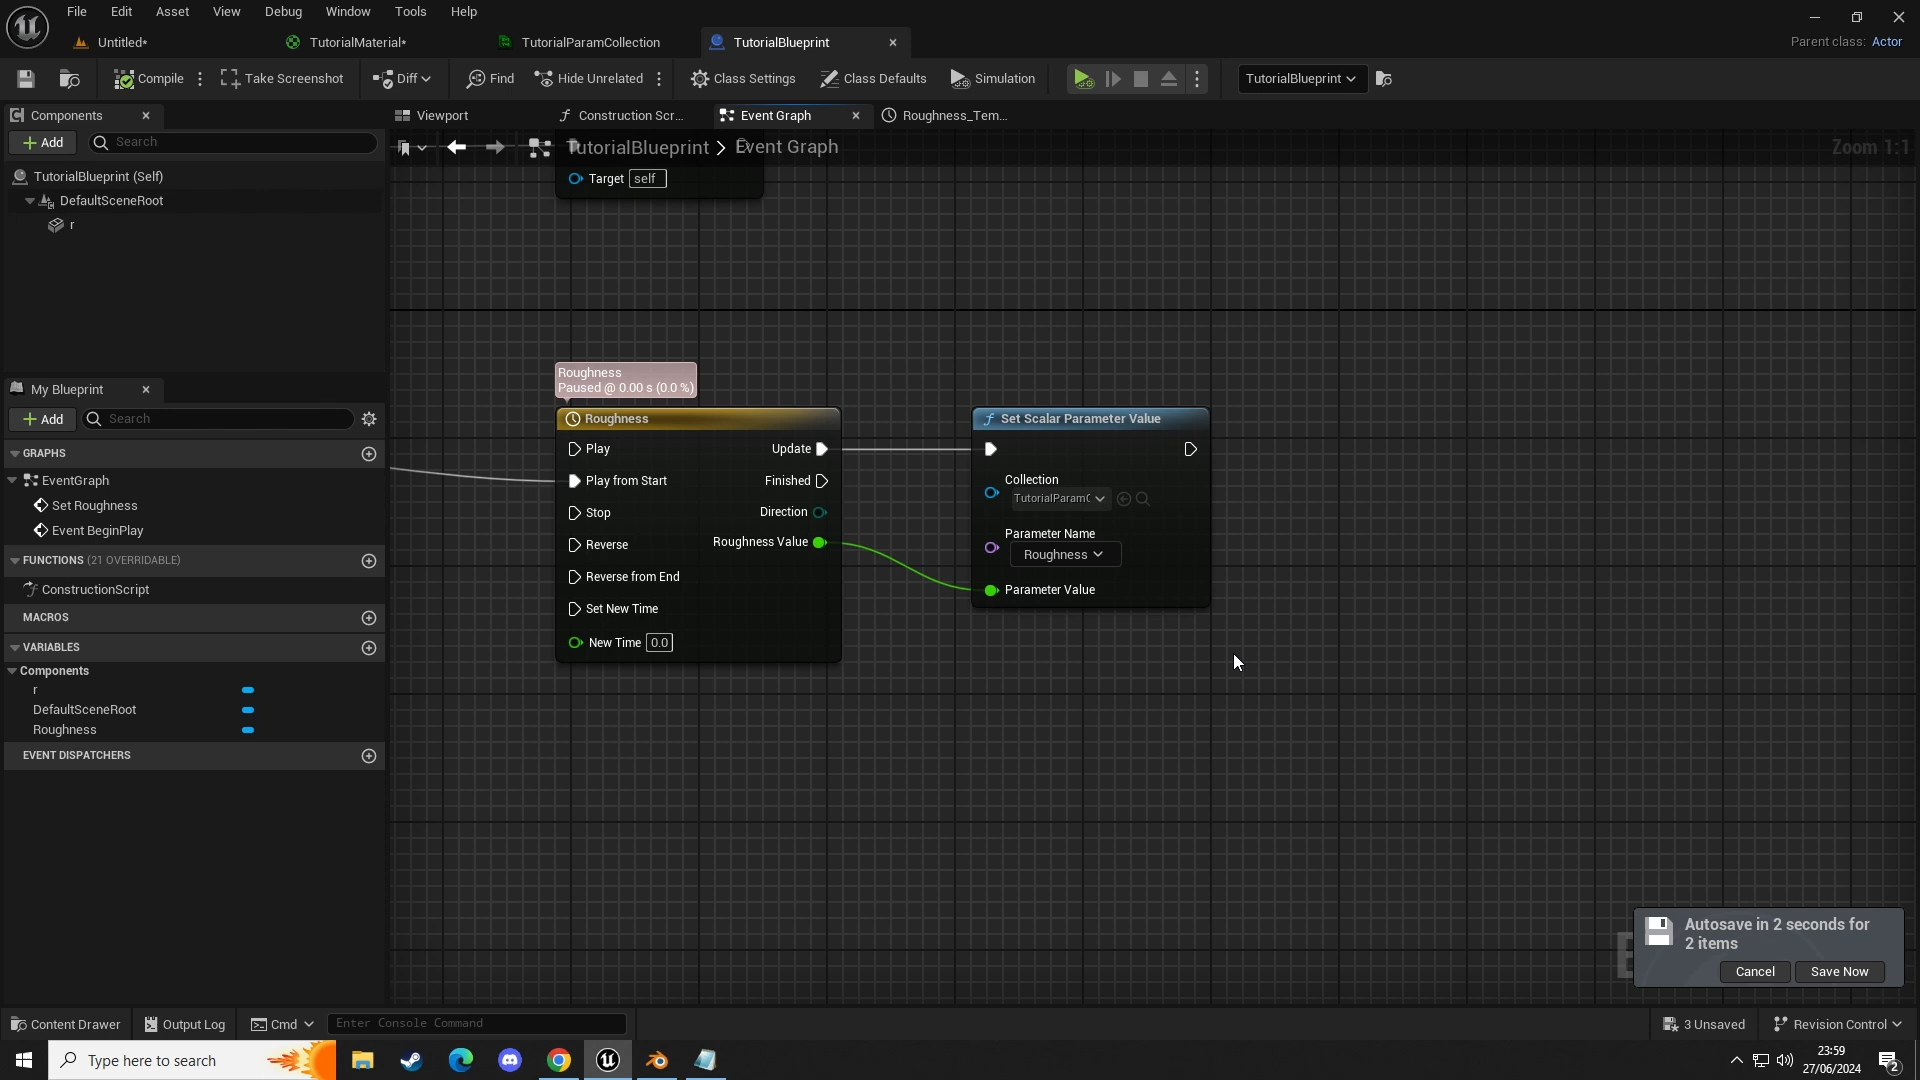 File Edit Asset View Debug Window Tools Help
Untitled* TutorialMaterial* TutorialParamCollection TutorialBlueprint
Parent class: Actor
Compile Take Screenshot Diff Find Hide Unrelated Class Settings Class Defaults Simulation TutorialBlueprint
Components
Add Search
TutorialBlueprint (Self)
DefaultSceneRoot
r
My Blueprint
Add Search
GRAPHS
EventGraph
Set Roughness
Event BeginPlay
FUNCTIONS (21 OVERRIDABLE)
ConstructionScript
MACROS
VARIABLES
Components
r
DefaultSceneRoot
Roughness
EVENT DISPATCHERS
Viewport Construction Scr... Event Graph Roughness_Tem...
TutorialBlueprint > Event Graph
Zoom 1:1
Target self
Roughness
Paused @ 0.00 s (0.0 %)
Roughness
Play Update
Play from Start Finished
Stop Direction
Reverse Roughness Value
Reverse from End
Set New Time
New Time 0.0
Set Scalar Parameter Value
Collection
TutorialParamC
Parameter Name
Roughness
Parameter Value
Autosave in 2 seconds for
2 items
Cancel Save Now
Content Drawer Output Log Cmd Enter Console Command 3 Unsaved Revision Control
Type here to search
23:59
27/06/2024
2